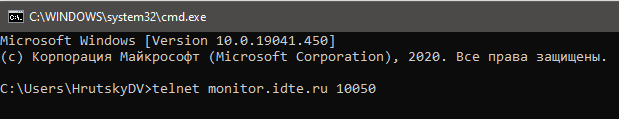 C:\WINDOWS\system32\cmd.exe
Microsoft Windows [Version 10.0.19041.450]
(c) Корпорация Майкрософт (Microsoft Corporation), 2020. Все права защищены.
C:\Users\HrutskyDV>telnet monitor.idte.ru 10050